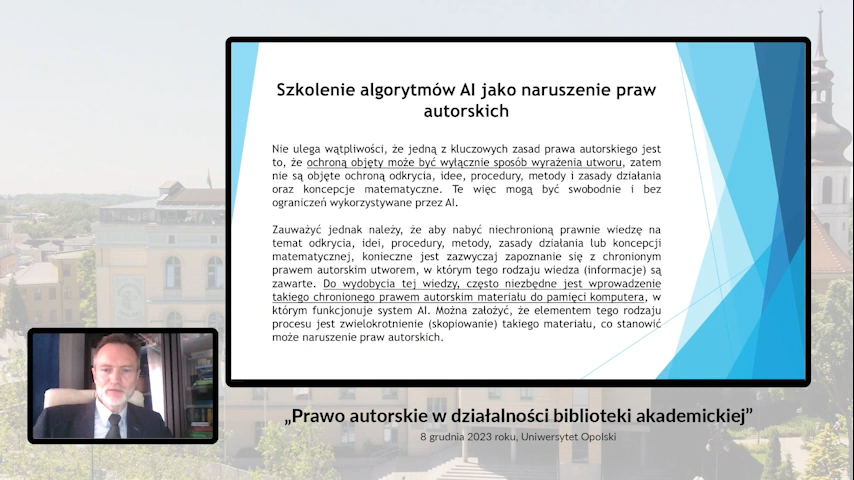 Szkolenie algorytmów AI jako naruszenie praw
autorskich
Nie ulega wątpliwości, że jedną z kluczowych zasad prawa autorskiego jest
to, że ochroną objęty może być wyłącznie sposób wyrażenia utworu, zatem
nie są objęte ochroną odkrycia, idee, procedury, metody i zasady działania
oraz koncepcje matematyczne. Te więc mogą być swobodnie i bez
ograniczeń wykorzystywane przez AI.
Zauważyć jednak należy, że aby nabyć niechronioną prawnie wiedzę na
temat odkrycia, idei, procedury, metody, zasady działania lub koncepcji
matematycznej, konieczne jest zazwyczaj zapoznanie się z chronionym
prawem autorskim utworem, w którym tego rodzaju wiedza (informacje) są
zawarte. Do wydobycia tej wiedzy, często niezbędne jest wprowadzenie
takiego chronionego prawem autorskim materiału do pamięci komputera, w
którym funkcjonuje system AI. Można założyć, że elementem tego rodzaju
procesu jest zwielokrotnienie (skopiowanie) takiego materiału, co stanowić
może naruszenie praw autorskich.
„Prawo autorskie w działalności biblioteki akademickiej”
8 grudnia 2023 roku, Uniwersytet Opolski